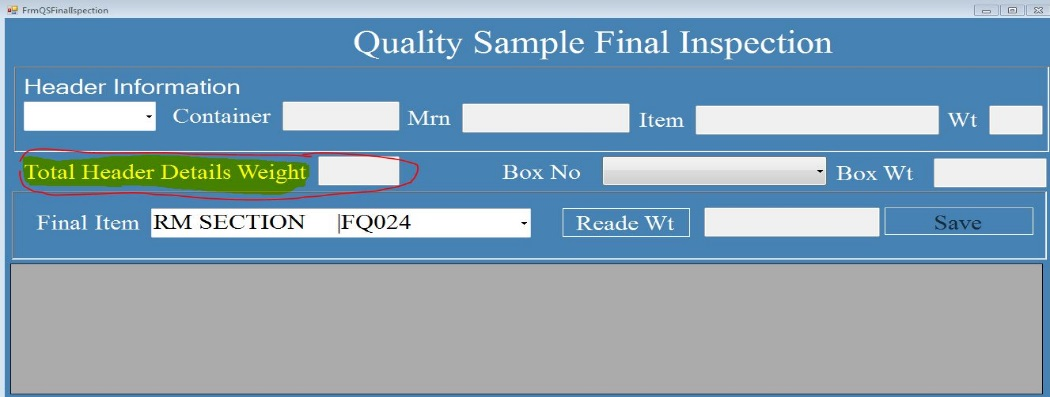 FrmQSFinalIspection
Quality Sample Final Inspection
Header Information
Container Mrn Item Wt
Total Header Details Weight Box No Box Wt
Final Item RM SECTION |FQ024 Reade Wt Save